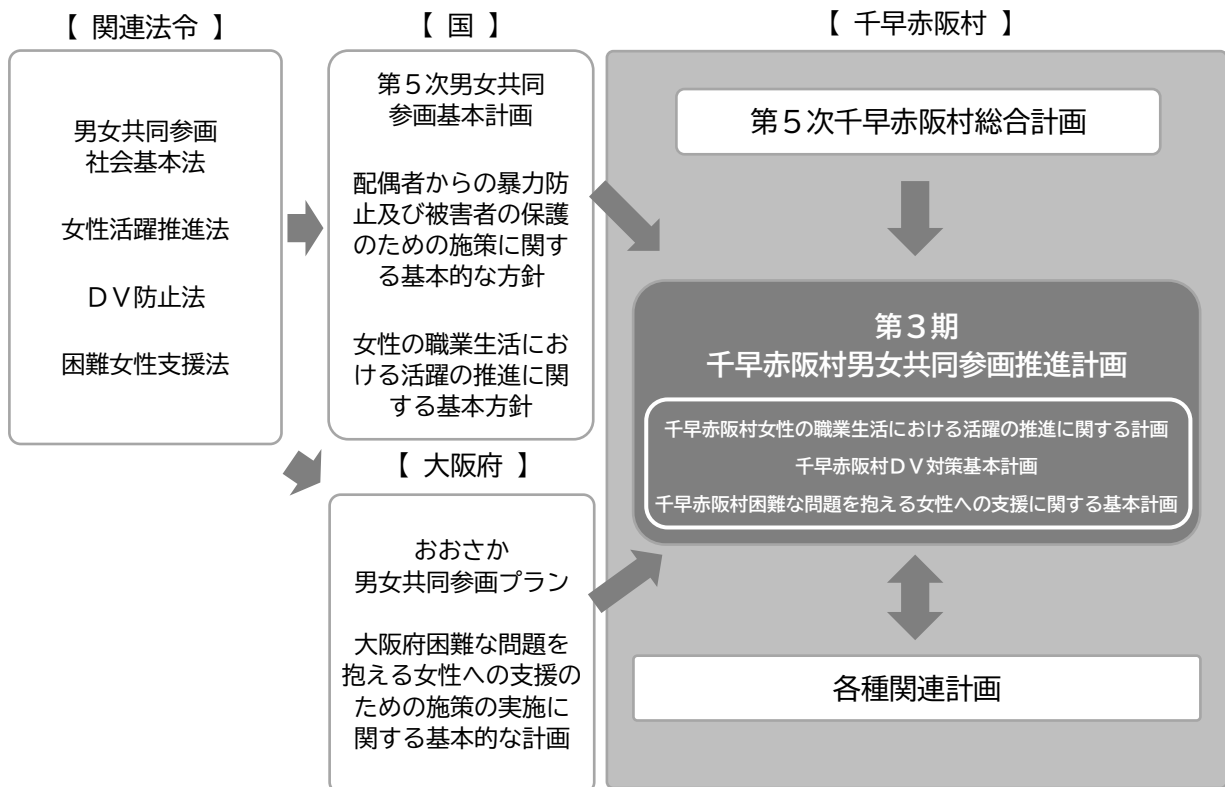 【 関連法令 】
男女共同参画
社会基本法
女性活躍推進法
ＤＶ防止法
困難女性支援法
【 国 】
第５次男女共同
参画基本計画
配偶者からの暴力防
止及び被害者の保護
のための施策に関す
る基本的な方針
女性の職業生活にお
ける活躍の推進に関
する基本方針
【 大阪府 】
おおさか
男女共同参画プラン
大阪府困難な問題を
抱える女性への支援の
ための施策の実施に
関する基本的な計画
【 千早赤阪村 】
第５次千早赤阪村総合計画
第３期
千早赤阪村男女共同参画推進計画
千早赤阪村女性の職業生活における活躍の推進に関する計画
千早赤阪村ＤＶ対策基本計画
千早赤阪村困難な問題を抱える女性への支援に関する基本計画
各種関連計画